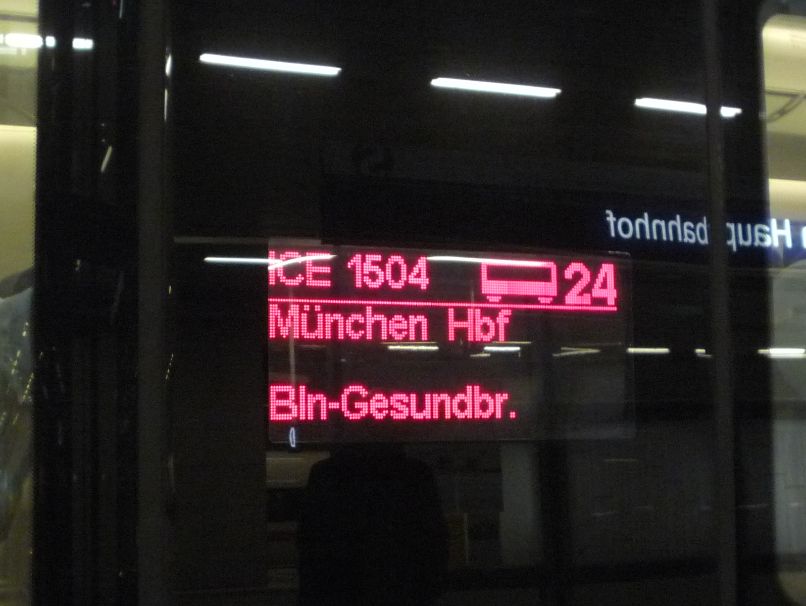 Hauptbahnhof
ICE 1504 24
München Hbf
Bln-Gesundbr.